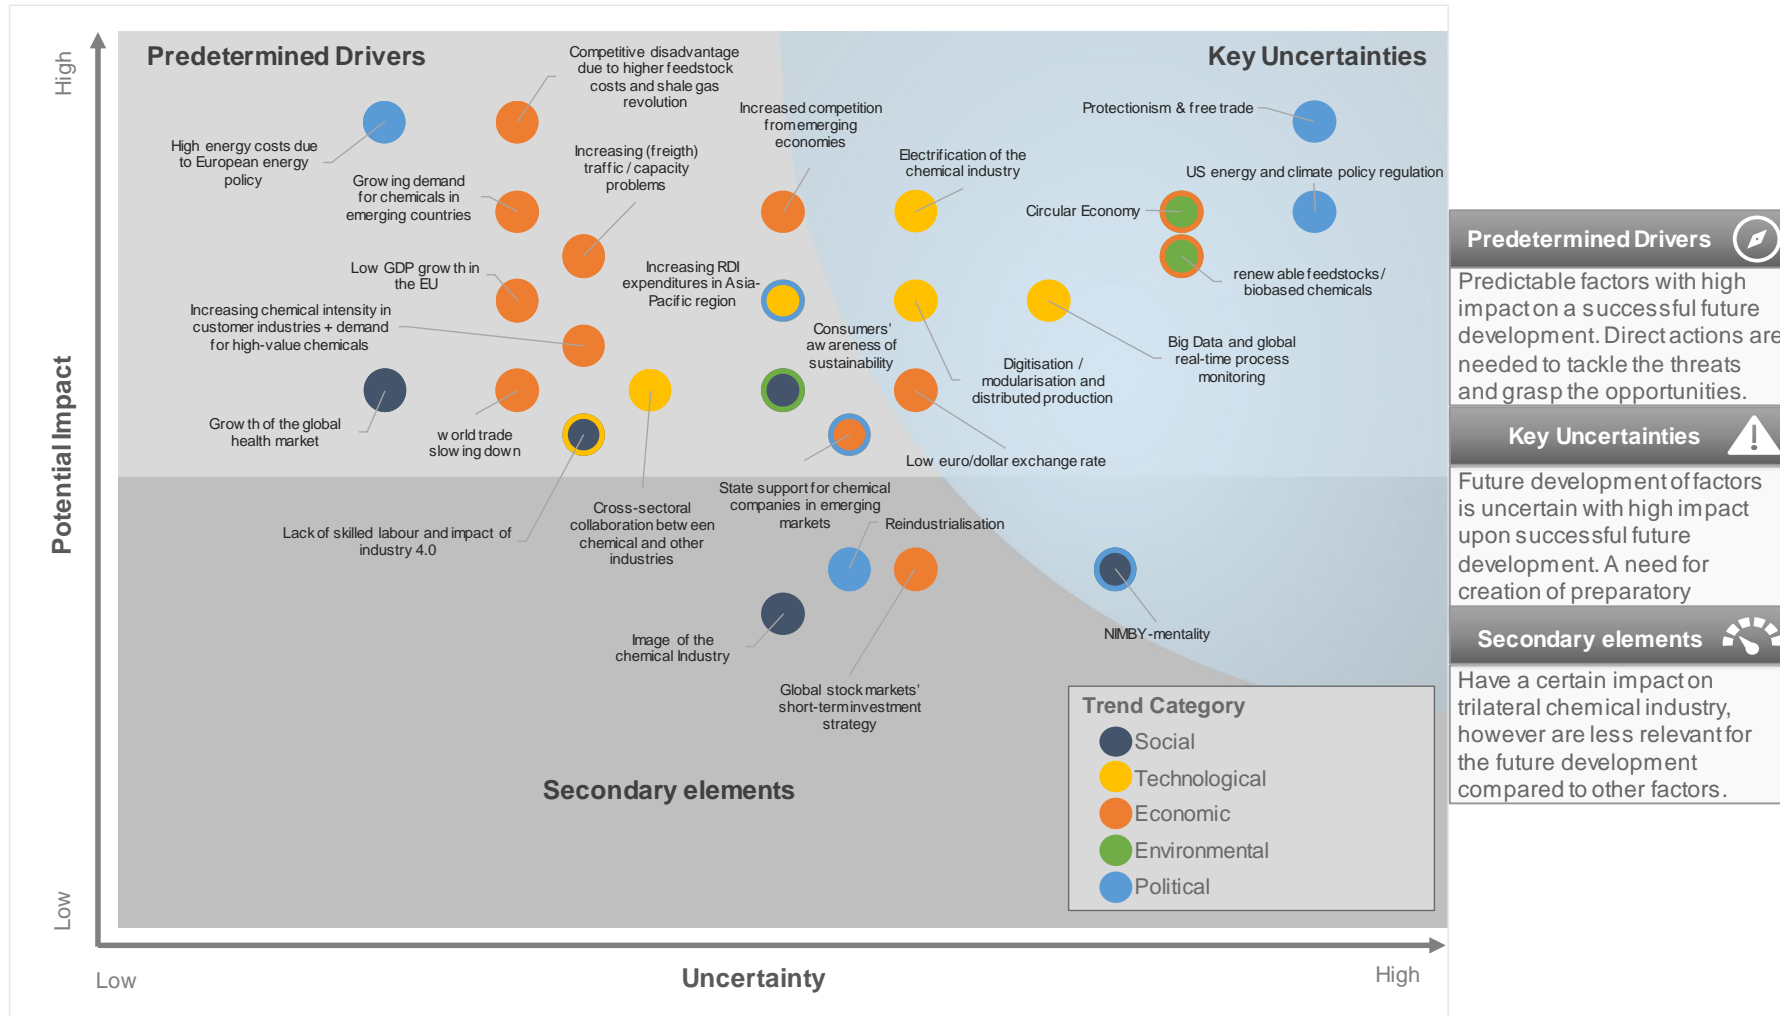 High
Potential Impact
Low
Predetermined Drivers
Key Uncertainties
Competitive disadvantage
due to higher feedstock
costs and shale gas
revolution
High energy costs due
to European energy
policy
Increased competition
from emerging
economies
Protectionism & free trade
Increasing (freigth)
traffic / capacity
problems
Electrification of the
chemical industry
US energy and climate policy regulation
Growing demand
for chemicals in
emerging countries
Circular Economy
Low GDP growth in
the EU
Increasing RDI
expenditures in Asia-
Pacific region
renewable feedstocks/
biobased chemicals
Increasing chemical intensity in
customer industries + demand
for high-value chemicals
Consumers'
awareness of
sustainability
Big Data and global
real-time process
monitoring
Digitisation /
modularisation and
distributed production
Growth of the global
health market
world trade
slowing down
Low euro/dollar exchange rate
Lack of skilled labour and impact of
industry 4.0
Cross-sectoral
collaboration between
chemical and other
industries
State support for chemical
companies in emerging
markets
Reindustrialisation
Image of the
chemical Industry
NIMBY-mentality
Global stock markets'
short-term investment
strategy
Secondary elements
Trend Category
Social
Technological
Economic
Environmental
Political
Low
Uncertainty
High
Predetermined Drivers
Predictable factors with high
impact on a successful future
development. Direct actions are
needed to tackle the threats
and grasp the opportunities.
Key Uncertainties
Future development of factors
is uncertain with high impact
upon successful future
development. A need for
creation of preparatory
Secondary elements
Have a certain impact on
trilateral chemical industry,
however are less relevant for
the future development
compared to other factors.